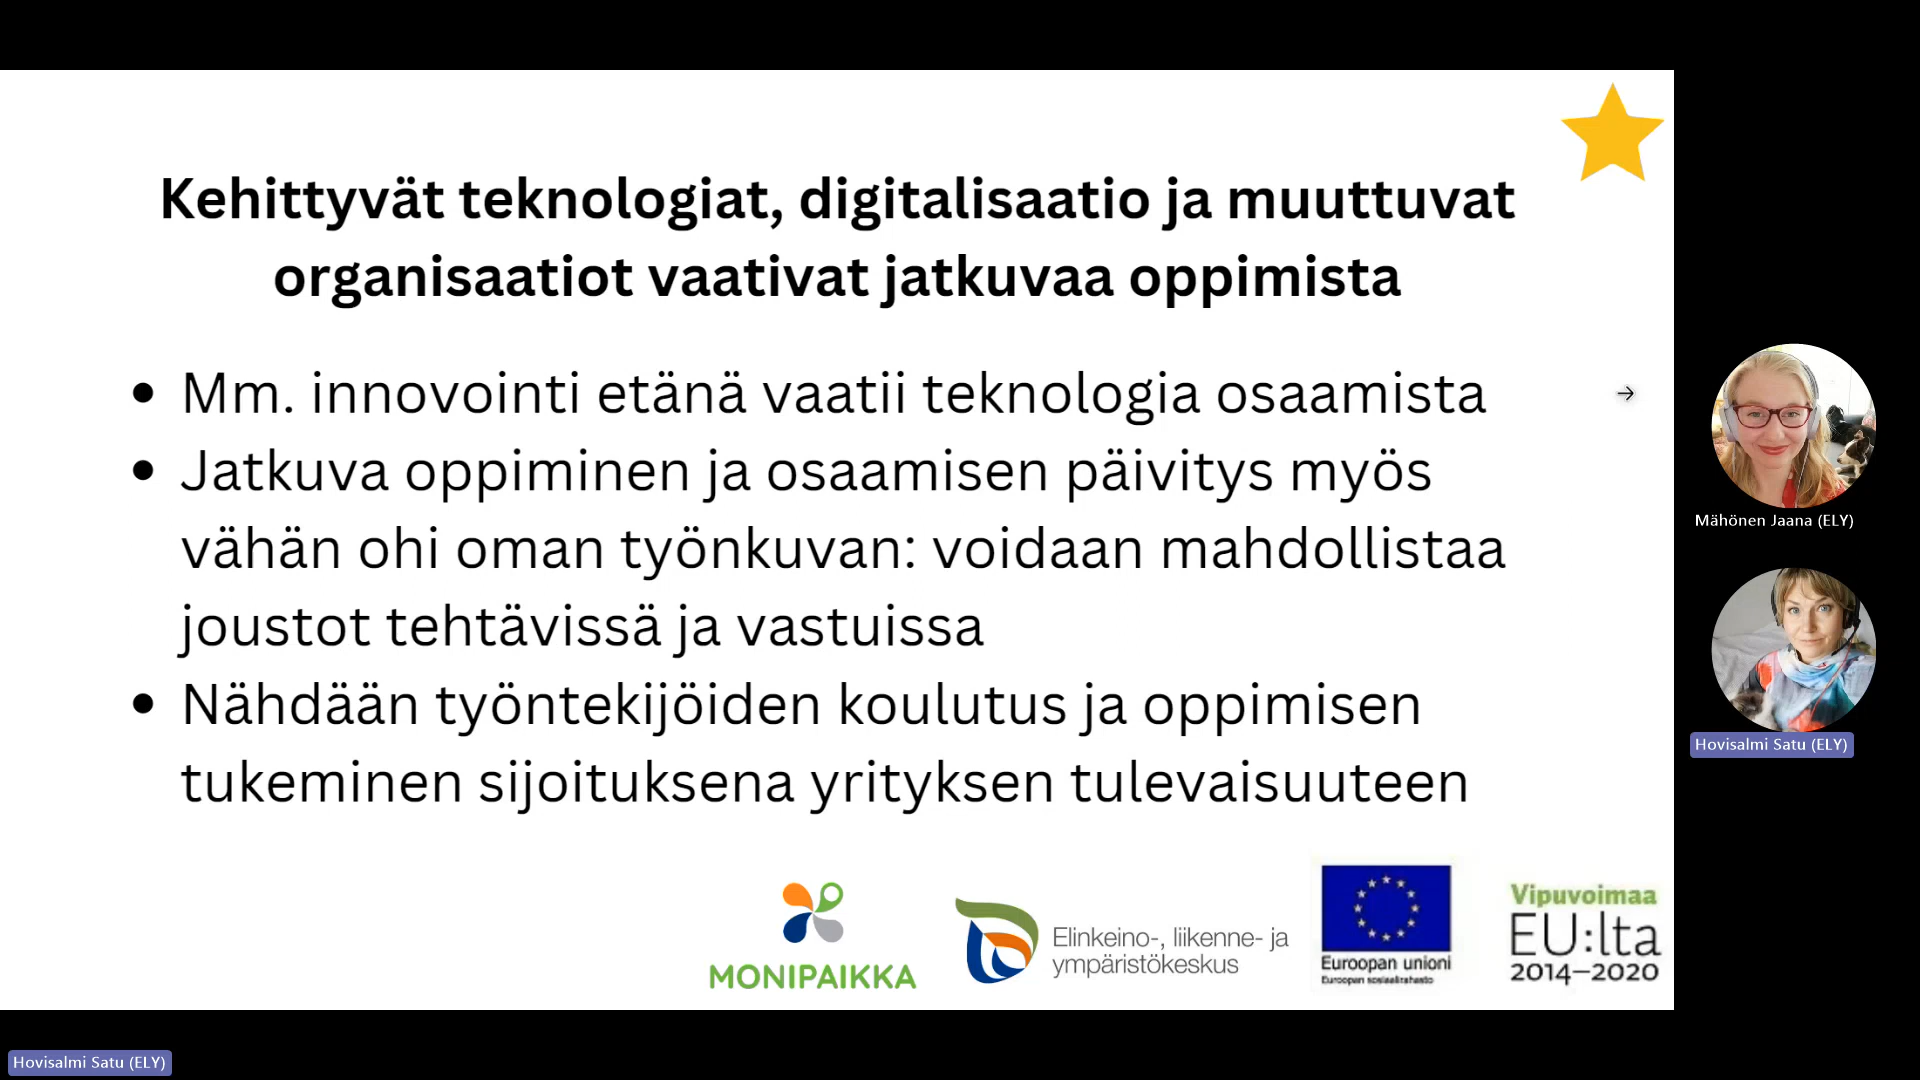 Kehittyvät teknologiat, digitalisaatio ja muuttuvat
organisaatiot vaativat jatkuvaa oppimista
• Mm. innovointi etänä vaatii teknologia osaamista
• Jatkuva oppiminen ja osaamisen päivitys myös
vähän ohi oman työnkuvan: voidaan mahdollistaa
joustot tehtävissä ja vastuissa
• Nähdään työntekijöiden koulutus ja oppimisen
tukeminen sijoituksena yrityksen tulevaisuuteen
MONIPAIKKA
Elinkeino-, liikenne- ja
ympäristökeskus
Euroopan unioni
Euroopan sosiaalirahasto
Vipuvoimaa
EU:lta
2014–2020
Mähönen Jaana (ELY)
Hovisalmi Satu (ELY)
Hovisalmi Satu (ELY)